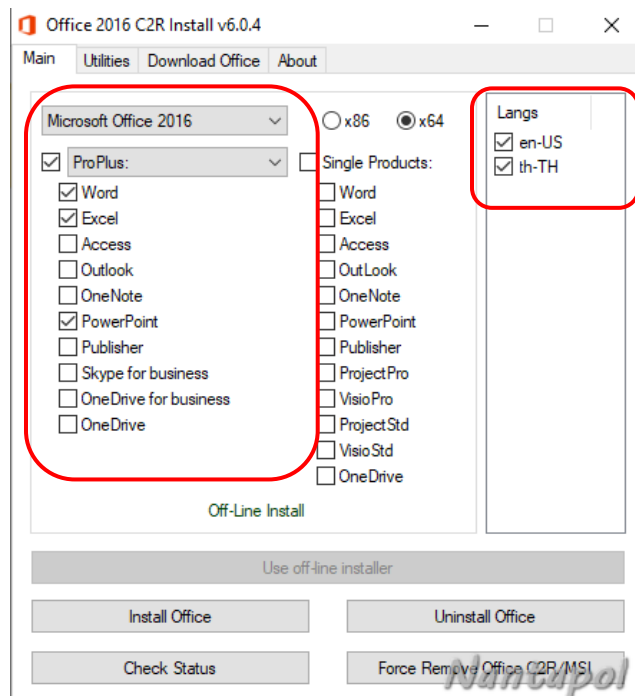 Office 2016 C2R Install v6.0.4
Main Utilities Download Office About
Microsoft Office 2016
x86 x64
ProPlus:
Word
Excel
Access
Outlook
OneNote
PowerPoint
Publisher
Skype for business
OneDrive for business
OneDrive
Single Products:
Word
Excel
Access
OutLook
OneNote
PowerPoint
Publisher
ProjectPro
VisioPro
ProjectStd
VisioStd
OneDrive
Langs
en-US
th-TH
Off-Line Install
Use off-line installer
Install Office Uninstall Office
Check Status Force Remove Office C2R/MSI
Nantapol